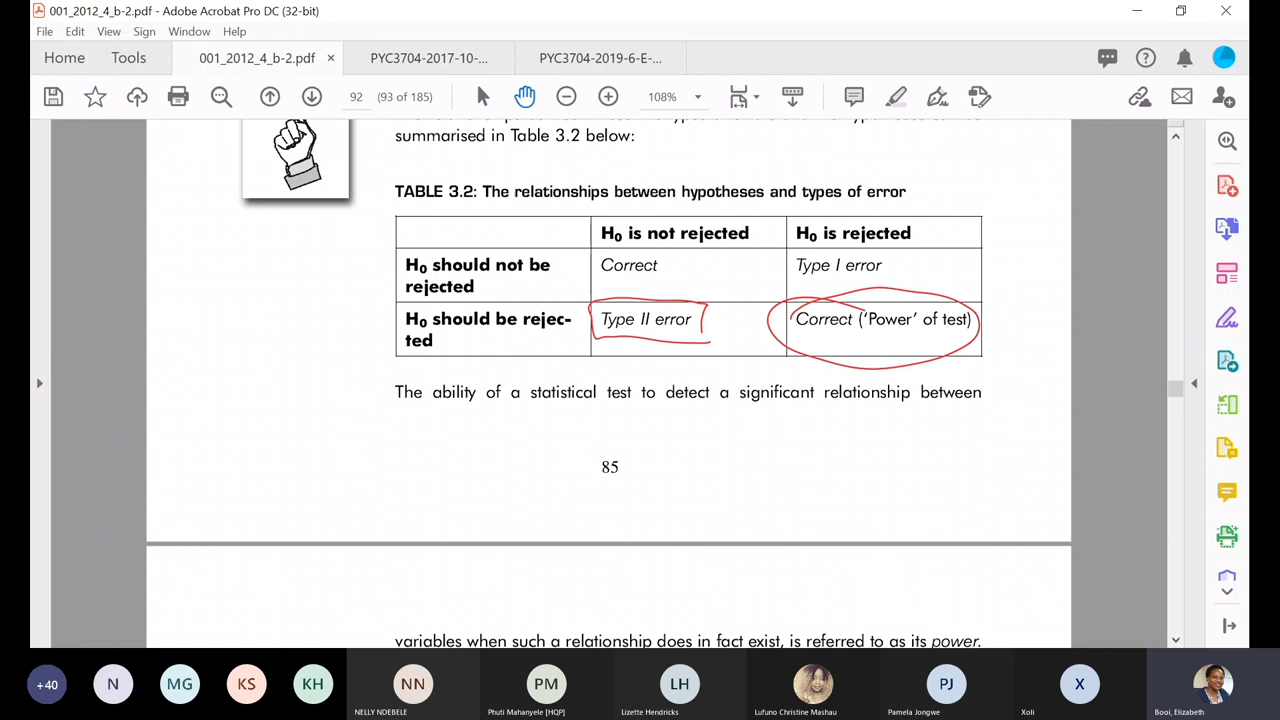 001_2012_4_b-2.pdf - Adobe Acrobat Pro DC (32-bit)
File Edit View Sign Window Help
Home Tools 001_2012_4_b-2.pdf × PYC3704-2017-10-... PYC3704-2019-6-E-...
92 (93 of 185) 108%
summarised in Table 3.2 below:
TABLE 3.2: The relationships between hypotheses and types of error
H0 is not rejected H0 is rejected
H0 should not be rejected Correct Type I error
H0 should be rejec-
ted Type II error Correct ('Power' of test)
The ability of a statistical test to detect a significant relationship between
85
variables when such a relationship does in fact exist, is referred to as its power.
+40 N MG KS KH NN PM LH PJ X
NELLY NDEBELE Phuti Mahanyele [HQP] Lizette Hendricks Lufuno Christine Mashau Pamela Jongwe Xoli Booi, Elizabeth